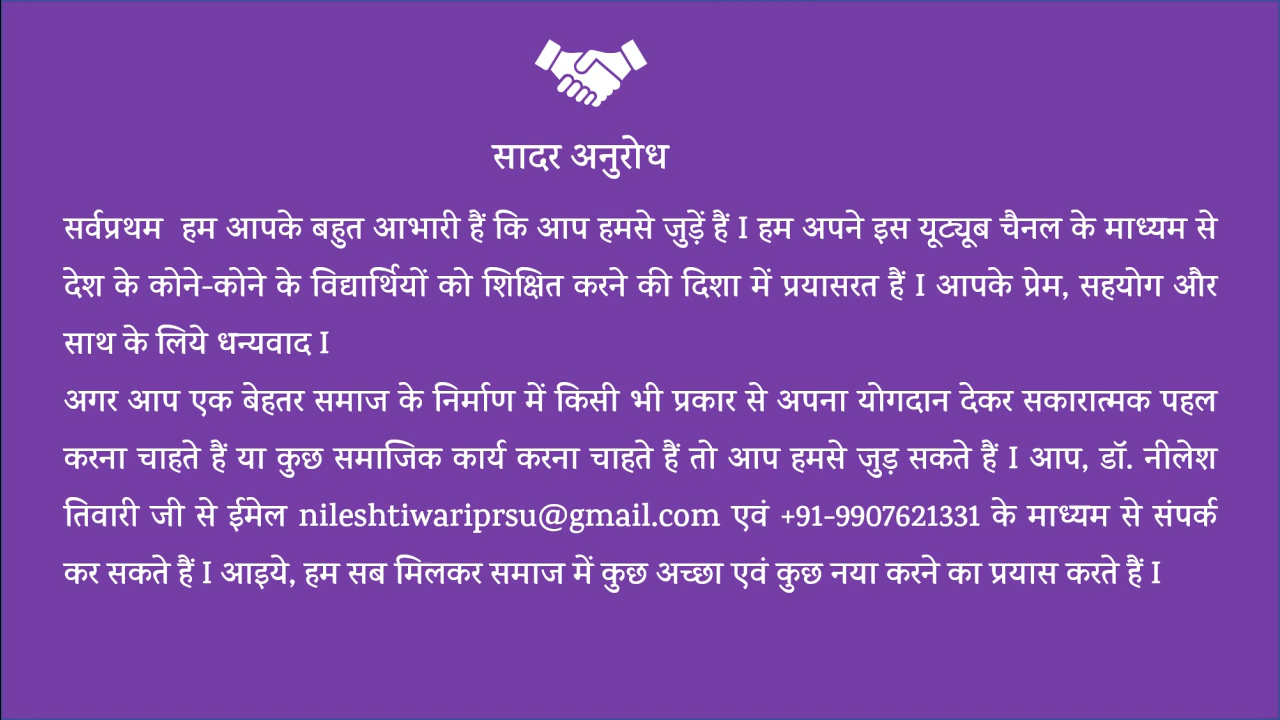 सादर अनुरोध
सर्वप्रथम  हम आपके बहुत आभारी हैं कि आप हमसे जुड़ें हैं I हम अपने इस यूट्यूब चैनल के माध्यम से
देश के कोने-कोने के विद्यार्थियों को शिक्षित करने की दिशा में प्रयासरत हैं I आपके प्रेम, सहयोग और
साथ के लिये धन्यवाद I
अगर आप एक बेहतर समाज के निर्माण में किसी भी प्रकार से अपना योगदान देकर सकारात्मक पहल
करना चाहते हैं या कुछ समाजिक कार्य करना चाहते हैं तो आप हमसे जुड़ सकते हैं I आप, डॉ. नीलेश
तिवारी जी से ईमेल nileshtiwariprsu@gmail.com एवं +91-9907621331 के माध्यम से संपर्क
कर सकते हैं I आइये, हम सब मिलकर समाज में कुछ अच्छा एवं कुछ नया करने का प्रयास करते हैं I